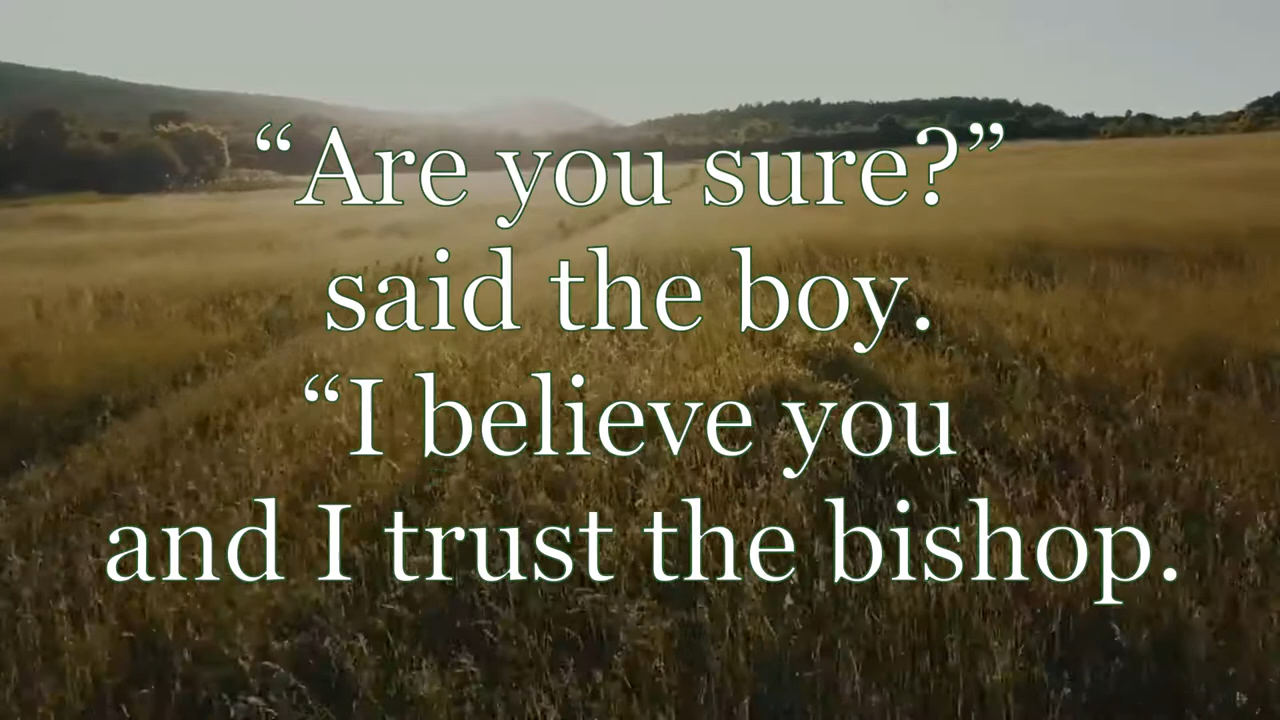 “Are you sure?”
said the boy.
“I believe you
and I trust the bishop.